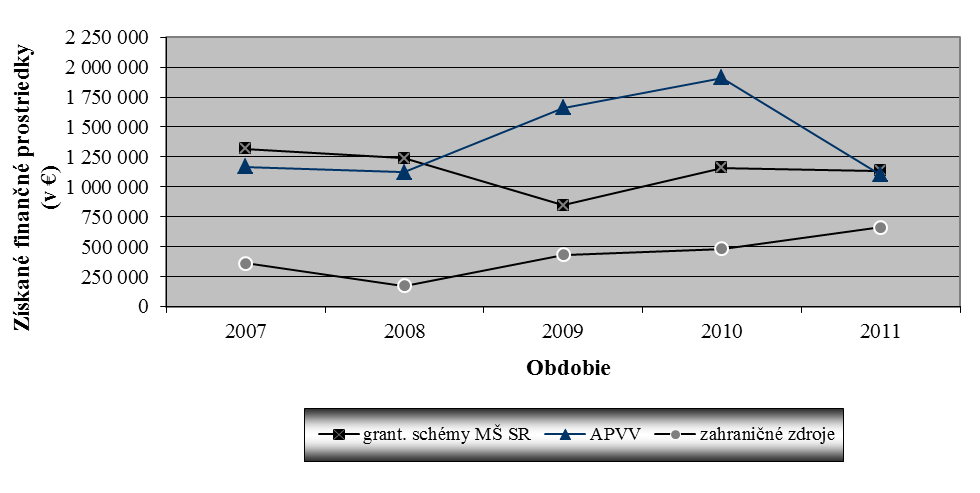 Získané finančné prostriedky
(v €)
2 250 000
2 000 000
1 750 000
1 500 000
1 250 000
1 000 000
750 000
500 000
250 000
0
2007 2008 2009 2010 2011
Obdobie
grant. schémy MŠ SR APVV zahraničné zdroje